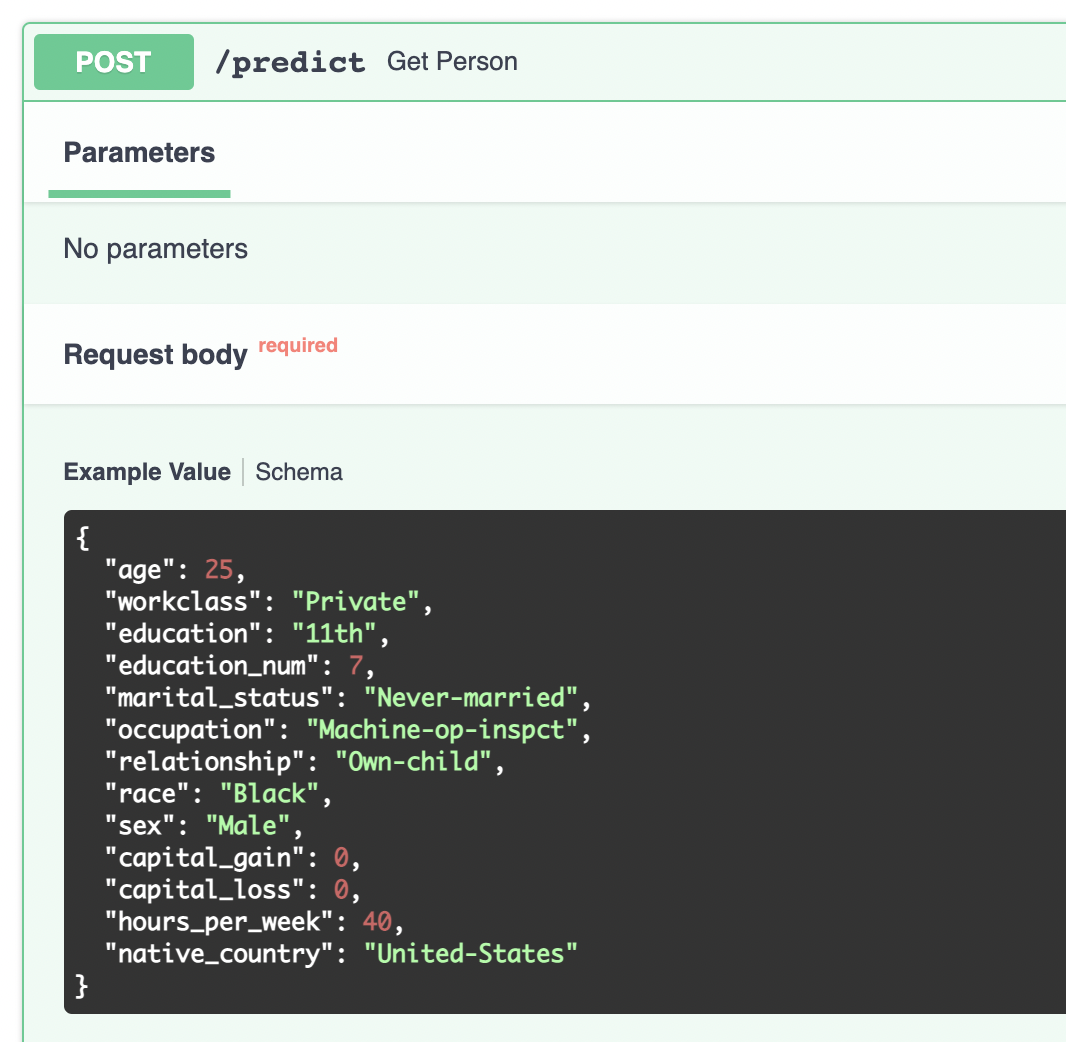 POST /predict Get Person
Parameters
No parameters
Request body required
Example Value Schema
{
  "age": 25,
  "workclass": "Private",
  "education": "11th",
  "education_num": 7,
  "marital_status": "Never-married",
  "occupation": "Machine-op-inspct",
  "relationship": "Own-child",
  "race": "Black",
  "sex": "Male",
  "capital_gain": 0,
  "capital_loss": 0,
  "hours_per_week": 40,
  "native_country": "United-States"
}